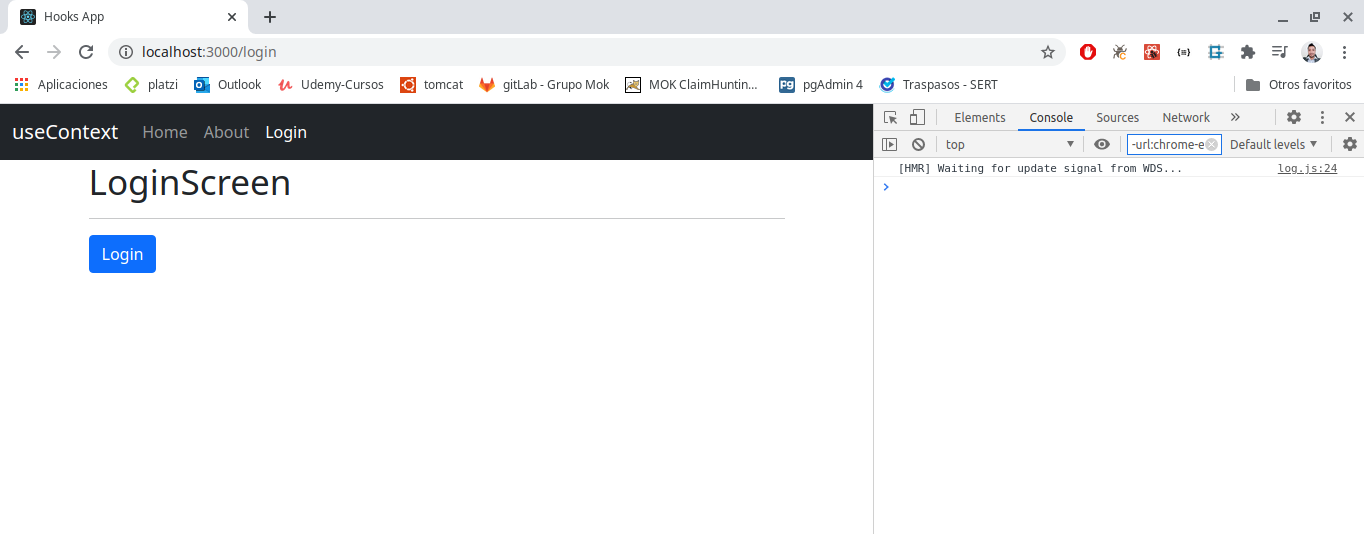 Hooks App
localhost:3000/login
Aplicaciones platzi Outlook Udemy-Cursos tomcat gitLab - Grupo Mok MOK ClaimHuntin... pgAdmin 4 Traspasos - SERT Otros favoritos
useContext Home About Login
Elements Console Sources Network
top -url:chrome-e Default levels
[HMR] Waiting for update signal from WDS... log.js:24
LoginScreen
Login